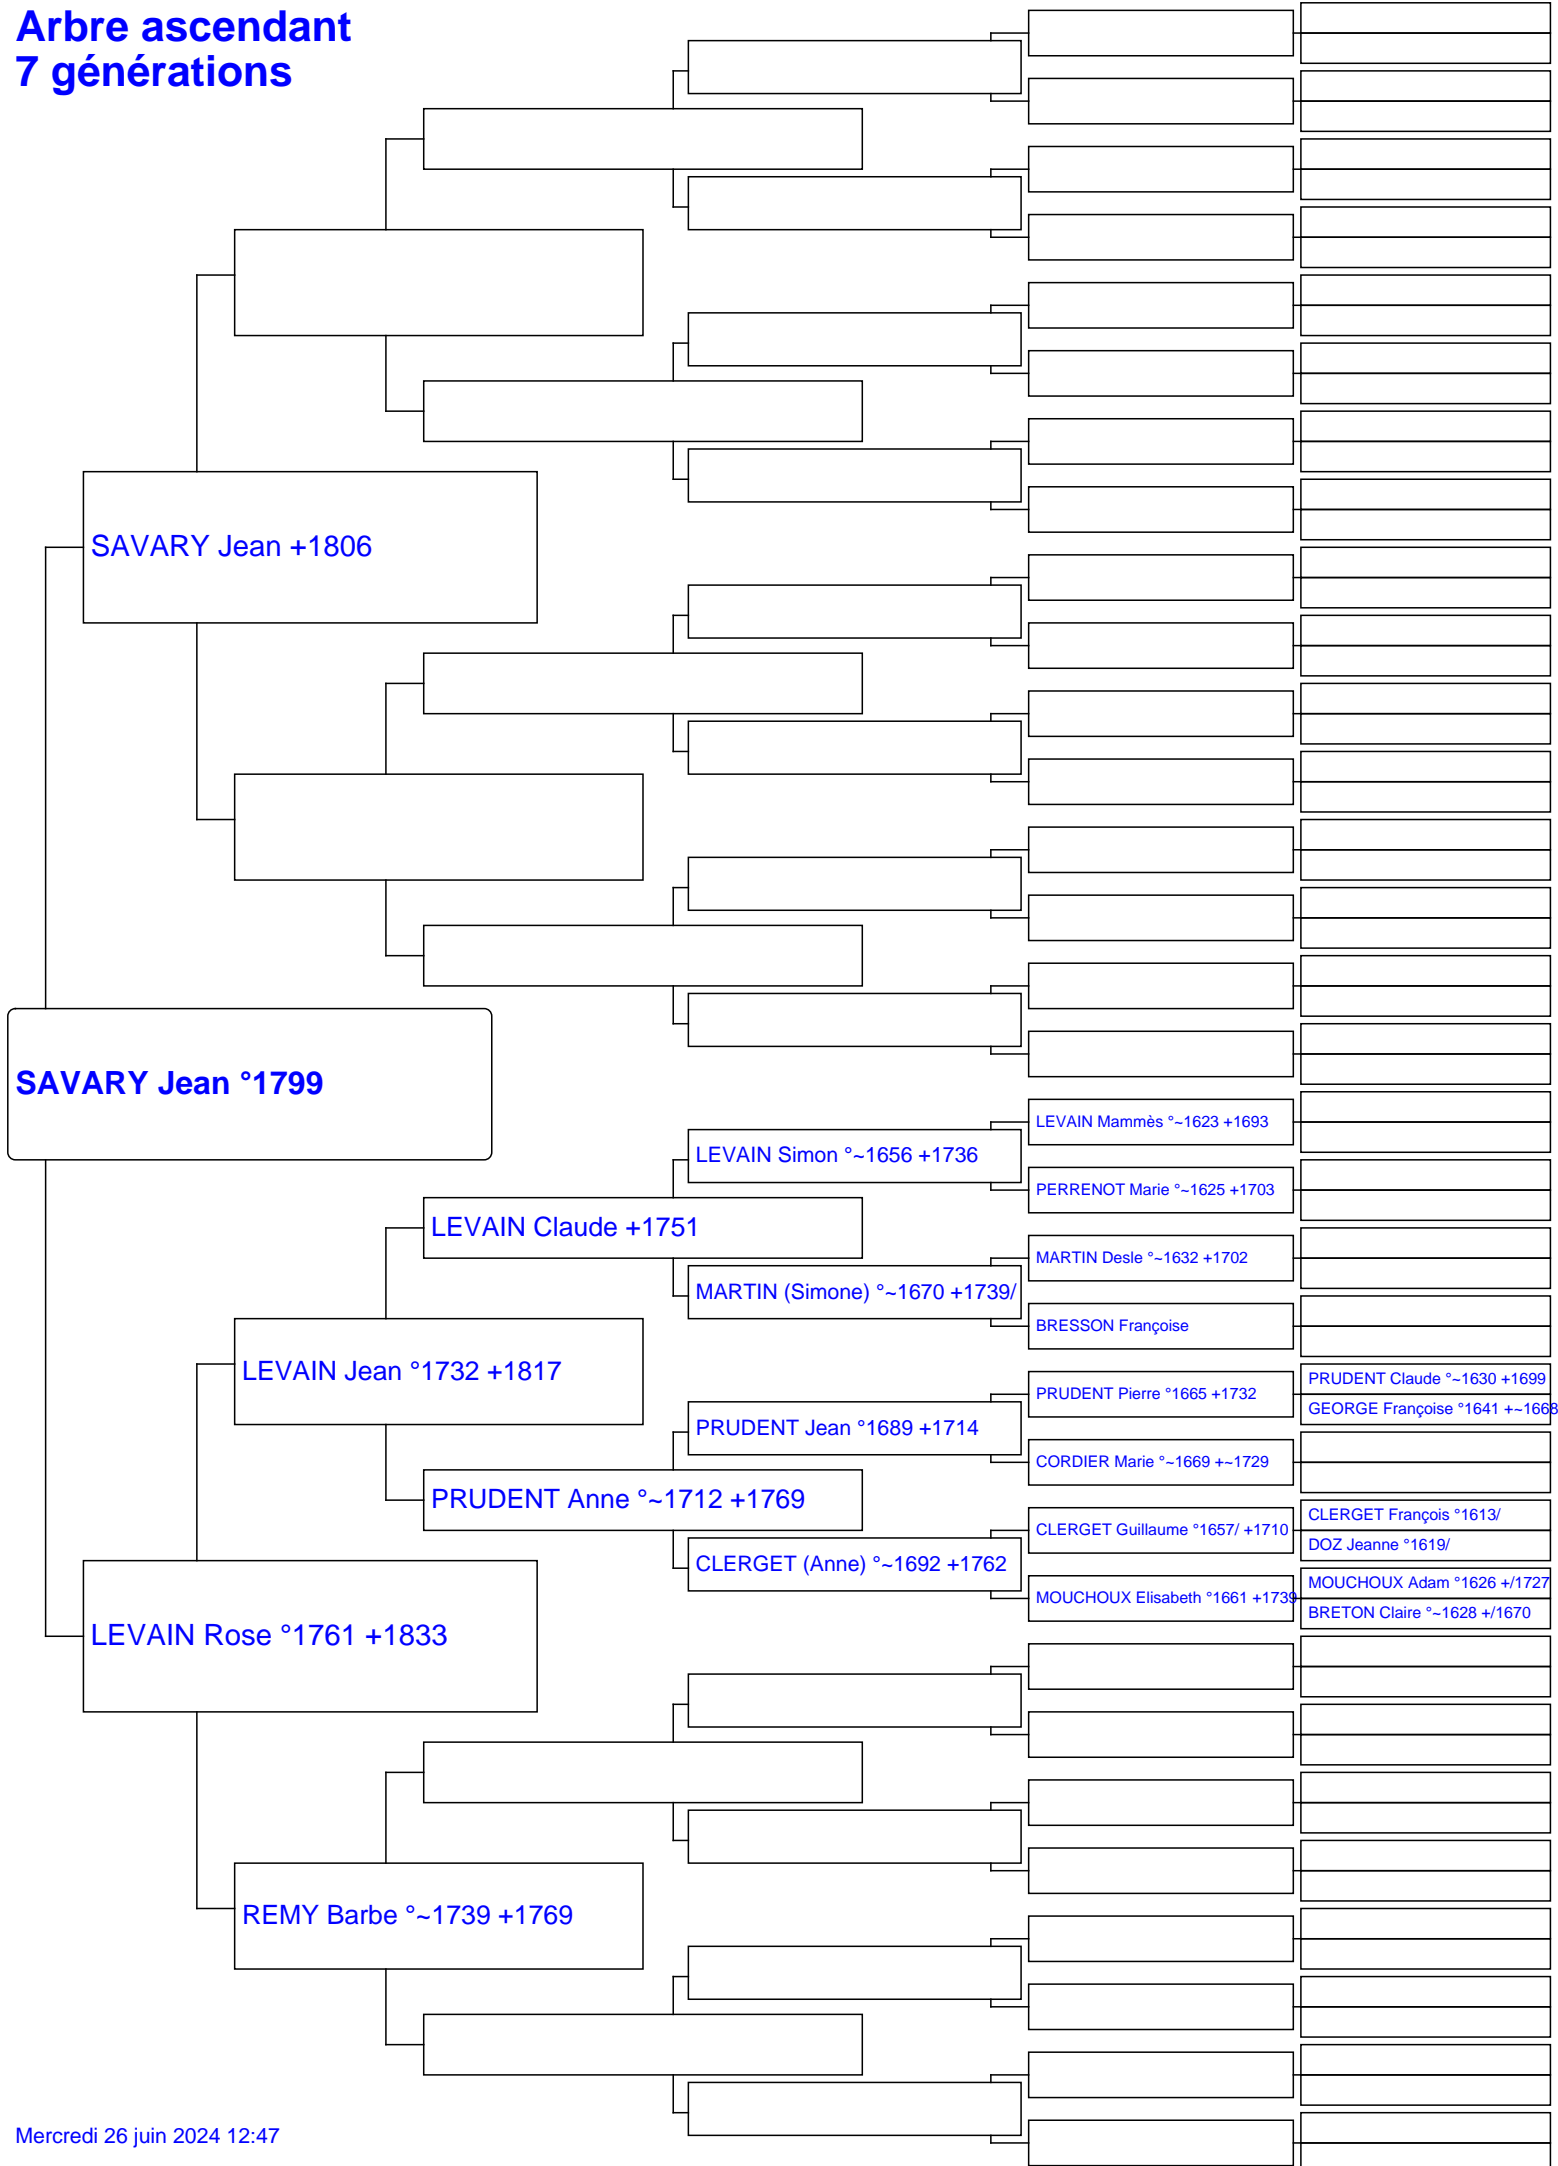 Arbre ascendant
7 générations
SAVARY Jean +1806
SAVARY Jean °1799
LEVAIN Mammès °~1623 +1693
LEVAIN Simon °~1656 +1736
PERRENOT Marie °~1625 +1703
LEVAIN Claude +1751
MARTIN Desle °~1632 +1702
MARTIN (Simone) °~1670 +1739/
BRESSON Françoise
LEVAIN Jean °1732 +1817
PRUDENT Claude °~1630 +1699
PRUDENT Pierre °1665 +1732
GEORGE Françoise °1641 +~1668
PRUDENT Jean °1689 +1714
CORDIER Marie °~1669 +~1729
PRUDENT Anne °~1712 +1769
CLERGET François °1613/
CLERGET Guillaume °1657/ +1710
DOZ Jeanne °1619/
CLERGET (Anne) °~1692 +1762
MOUCHOUX Adam °1626 +/1727
MOUCHOUX Elisabeth °1661 +1739
BRETON Claire °~1628 +/1670
LEVAIN Rose °1761 +1833
REMY Barbe °~1739 +1769
Mercredi 26 juin 2024 12:47